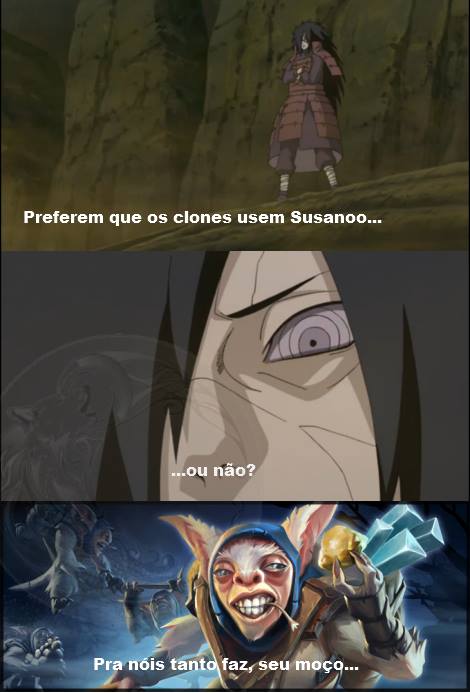 Preferem que os clones usem Susanoo...
...ou não?
Pra nóis tanto faz, seu moço...